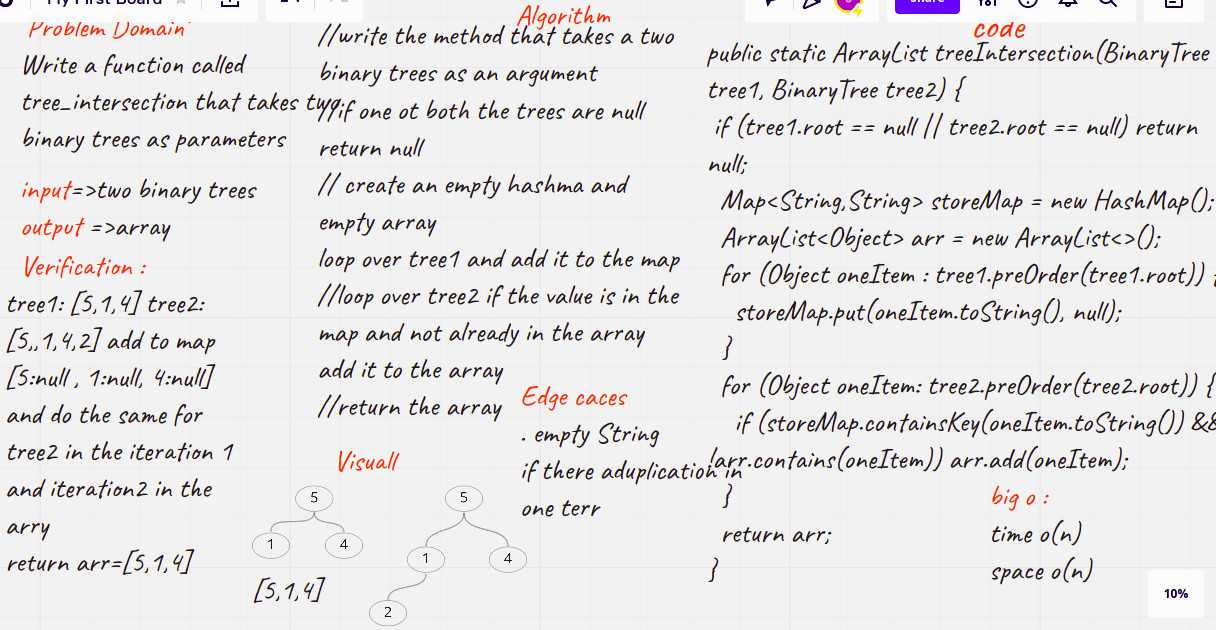 My First Board
Share
Problem Domain
Write a function called
tree_intersection that takes two
binary trees as parameters
input=>two binary trees
output =>array
Verification :
tree1: [5,1,4] tree2:
[5,,1,4,2] add to map
[5:null , 1:null, 4:null]
and do the same for
tree2 in the iteration 1
and iteration2 in the
arry
return arr=[5,1,4]
Algorithm
//write the method that takes a two
binary trees as an argument
//if one ot both the trees are null
return null
// create an empty hashma and
empty array
loop over tree1 and add it to the map
//loop over tree2 if the value is in the
map and not already in the array
add it to the array
//return the array
Visuall
5
1
4
[5,1,4]
5
1
4
2
Edge caces
. empty String
if there aduplication in
one terr
code
public static ArrayList treeIntersection(BinaryTree
tree1, BinaryTree tree2) {
if (tree1.root == null || tree2.root == null) return
null;
Map<String,String> storeMap = new HashMap();
ArrayList<Object> arr = new ArrayList<>();
for (Object oneItem : tree1.preOrder(tree1.root)) {
storeMap.put(oneItem.toString(), null);
}
for (Object oneItem: tree2.preOrder(tree2.root)) {
if (storeMap.containsKey(oneItem.toString()) &&
!arr.contains(oneItem)) arr.add(oneItem);
}
return arr;
}
big o :
time o(n)
space o(n)
10%